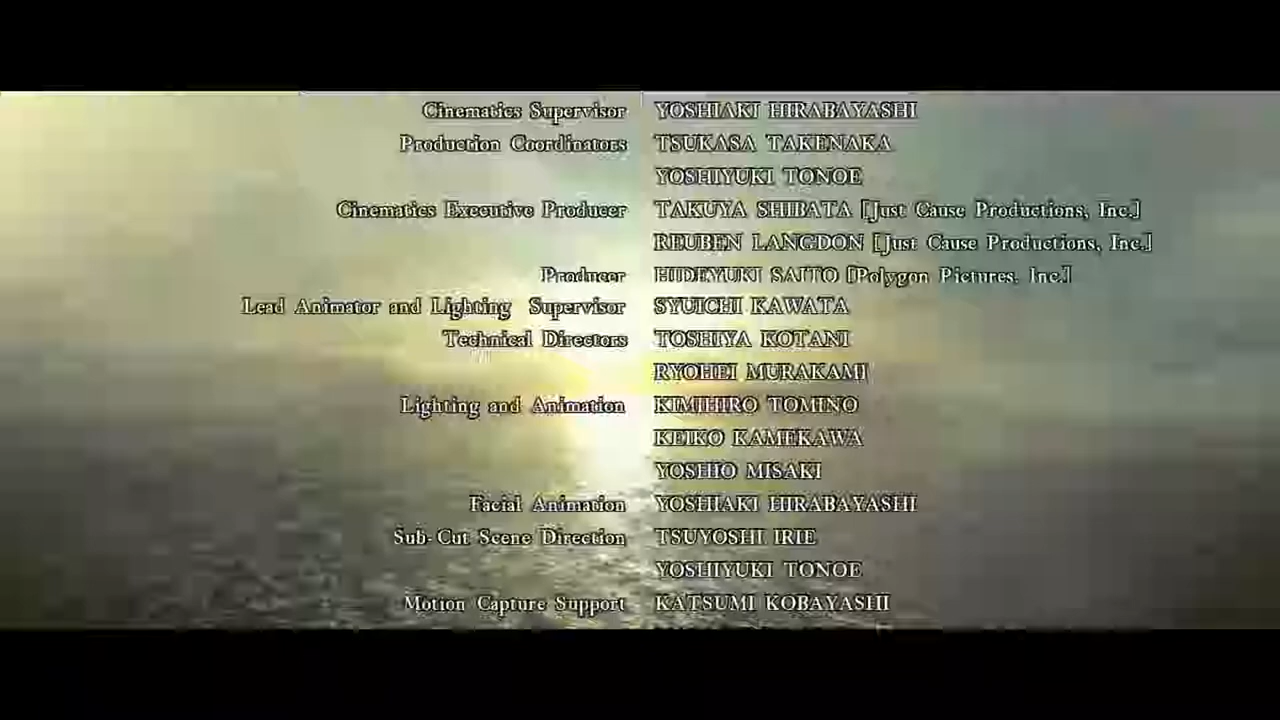 Cinematics Supervisor YOSHIAKI HIRABAYASHI
Production Coordinators TSUKASA TAKENAKA
YOSHIYUKI TONOE
Cinematics Executive Producer TAKUYA SHIBATA [Just Cause Productions, Inc.]
REUBEN LANGDON [Just Cause Productions, Inc.]
Producer HIDEYUKI SAITO [Polygon Pictures, Inc.]
Lead Animator and Lighting Supervisor SYUICHI KAWATA
Technical Directors TOSHIYA KOTANI
RYOHEI MURAKAMI
Lighting and Animation KIMIHIRO TOMINO
KEIKO KAMEKAWA
YOSHIO MISAKI
Facial Animation YOSHIAKI HIRABAYASHI
Sub-Cut Scene Direction TSUYOSHI IRIE
YOSHIYUKI TONOE
Motion Capture Support KATSUMI KOBAYASHI